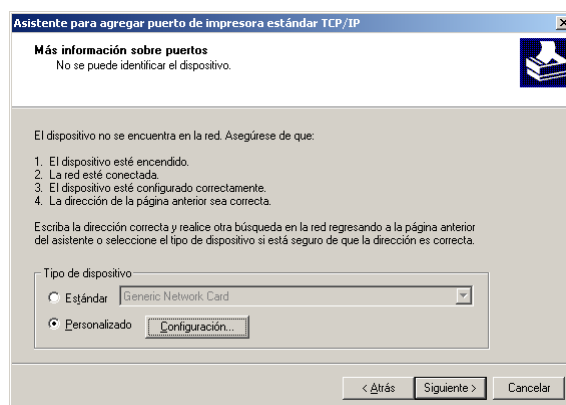 Asistente para agregar puerto de impresora estándar TCP/IP
Más información sobre puertos
No se puede identificar el dispositivo.
El dispositivo no se encuentra en la red. Asegúrese de que:
1. El dispositivo esté encendido.
2. La red esté conectada.
3. El dispositivo esté configurado correctamente.
4. La dirección de la página anterior sea correcta.
Escriba la dirección correcta y realice otra búsqueda en la red regresando a la página anterior
del asistente o seleccione el tipo de dispositivo si está seguro de que la dirección es correcta.
Tipo de dispositivo
Estándar Generic Network Card
Personalizado Configuración...
< Atrás Siguiente > Cancelar